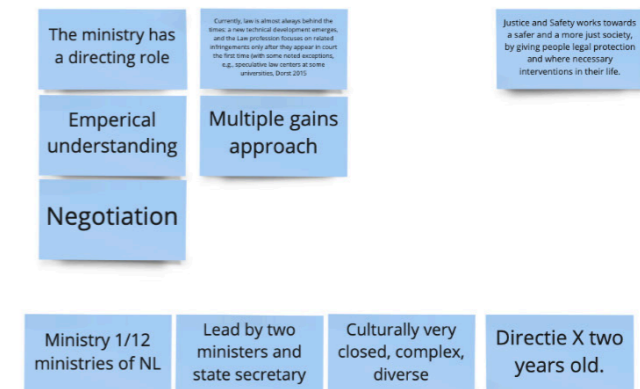 The ministry has
a directing role
Currently, law is almost always behind the
times: a new technical development emerges,
and the Law profession focuses on related
infringements only after they appear in court
the first time (with some noted exceptions,
e.g., speculative law centers at some
universities, Dorst 2015
Justice and Safety works towards
a safer and a more just society,
by giving people legal protection
and where necessary
interventions in their life.
Emperical
understanding
Multiple gains
approach
Negotiation
Ministry 1/12
ministries of NL
Lead by two
ministers and
state secretary
Culturally very
closed, complex,
diverse
Directie X two
years old.